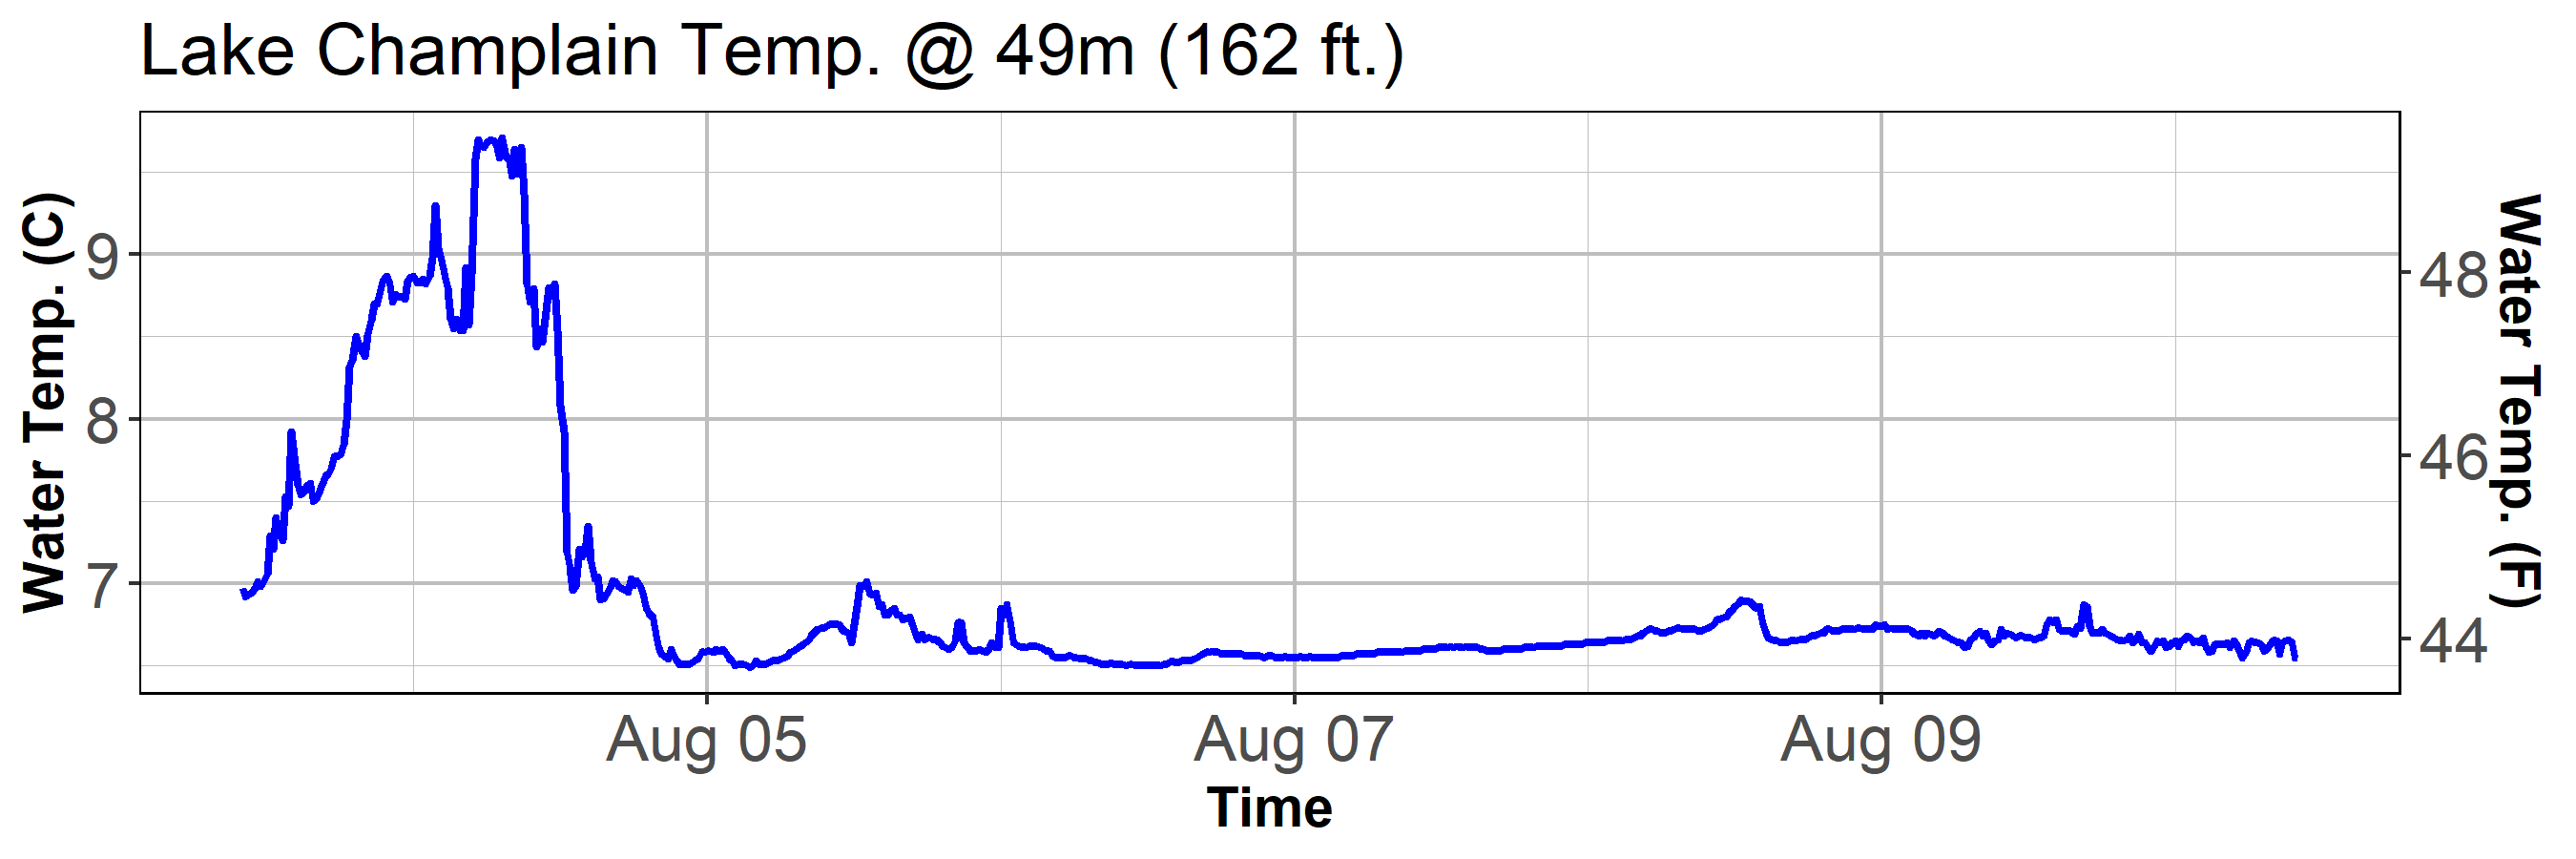 Lake Champlain Temp. @ 49m (162 ft.)
Water Temp. (C)
9
8
7
48
46
44
Water Temp. (F)
Aug 05
Aug 07
Aug 09
Time